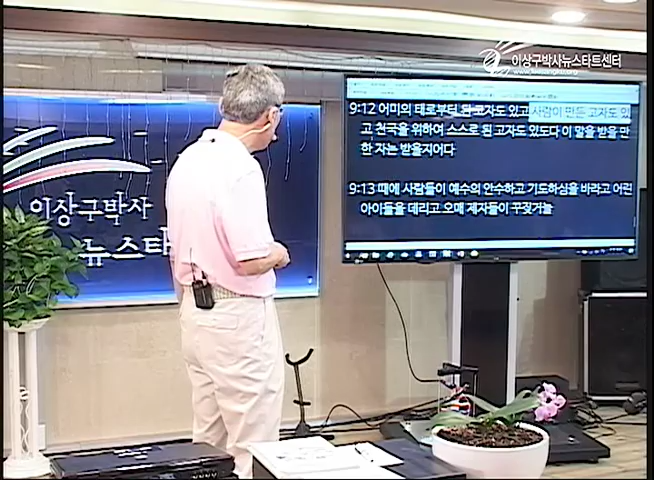 이상구박사뉴스타트센터
9:12 어미의 태로부터 된 고자도 있고 사람이 만든 고자도 있
고 천국을 위하여 스스로 된 고자도 있도다 이 말을 받을 만
한 자는 받을지어다
9:13 때에 사람들이 예수의 안수하고 기도하심을 바라고 어린
아이들을 데리고 오매 제자들이 꾸짖거늘
이상구박사
뉴스타